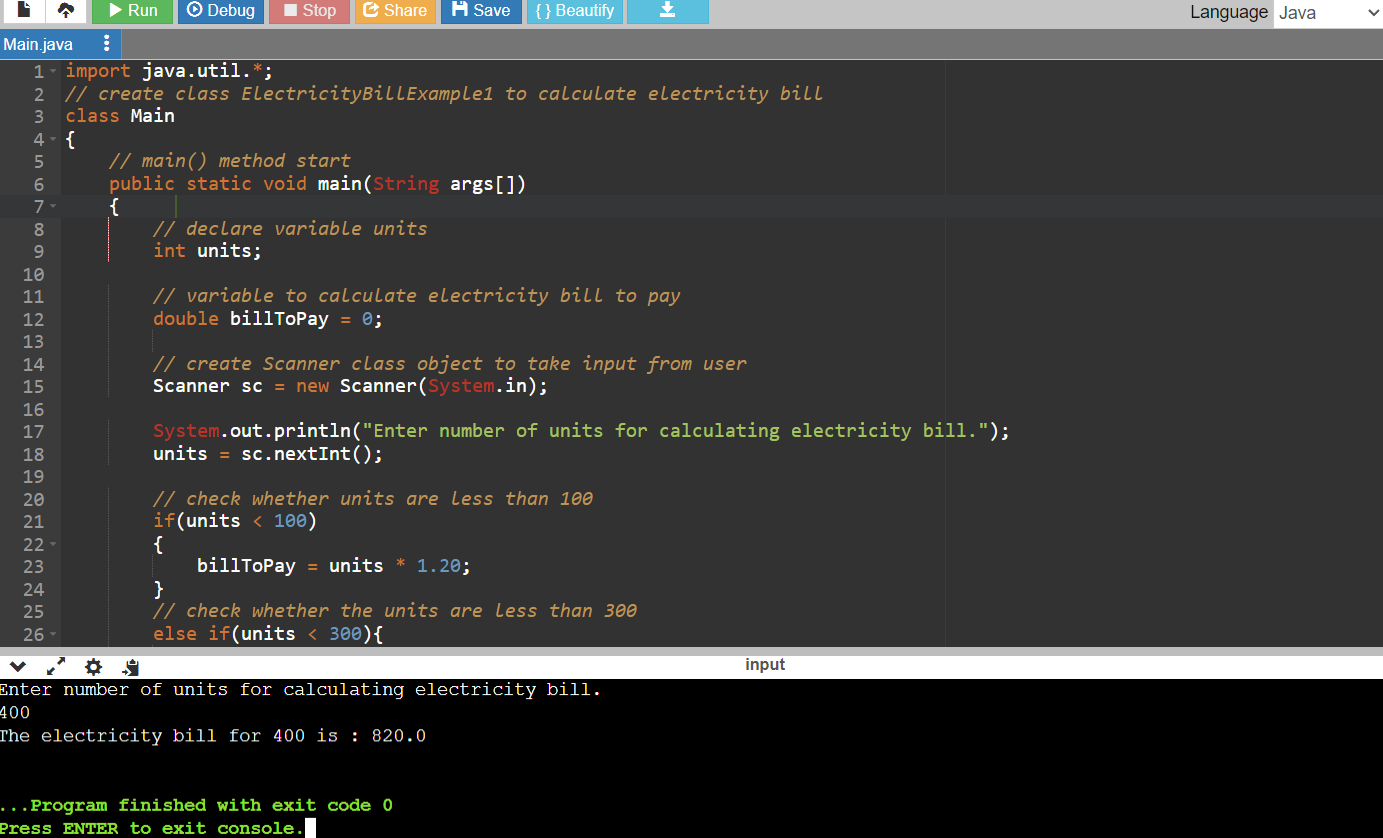 Run Debug Stop Share Save { } Beautify Language Java
Main.java
1 import java.util.*;
2 // create class ElectricityBillExample1 to calculate electricity bill
3 class Main
4 {
5 // main() method start
6 public static void main(String args[])
7 {
8 // declare variable units
9 int units;
10
11 // variable to calculate electricity bill to pay
12 double billToPay = 0;
13
14 // create Scanner class object to take input from user
15 Scanner sc = new Scanner(System.in);
16
17 System.out.println("Enter number of units for calculating electricity bill.");
18 units = sc.nextInt();
19
20 // check whether units are less than 100
21 if(units < 100)
22 {
23 billToPay = units * 1.20;
24 }
25 // check whether the units are less than 300
26 else if(units < 300){
input
Enter number of units for calculating electricity bill.
400
The electricity bill for 400 is : 820.0
...Program finished with exit code 0
Press ENTER to exit console.